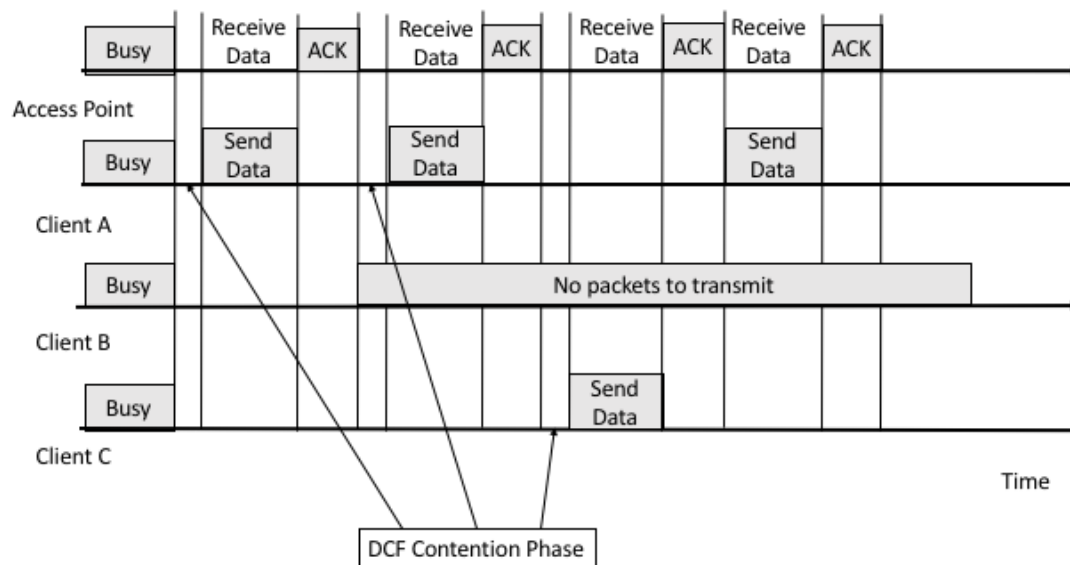 Busy
Receive
Data
ACK
Receive
Data
ACK
Receive
Data
ACK
Receive
Data
ACK
Access Point
Busy
Send
Data
Send
Data
Send
Data
Client A
Busy
No packets to transmit
Client B
Busy
Send
Data
Client C
Time
DCF Contention Phase